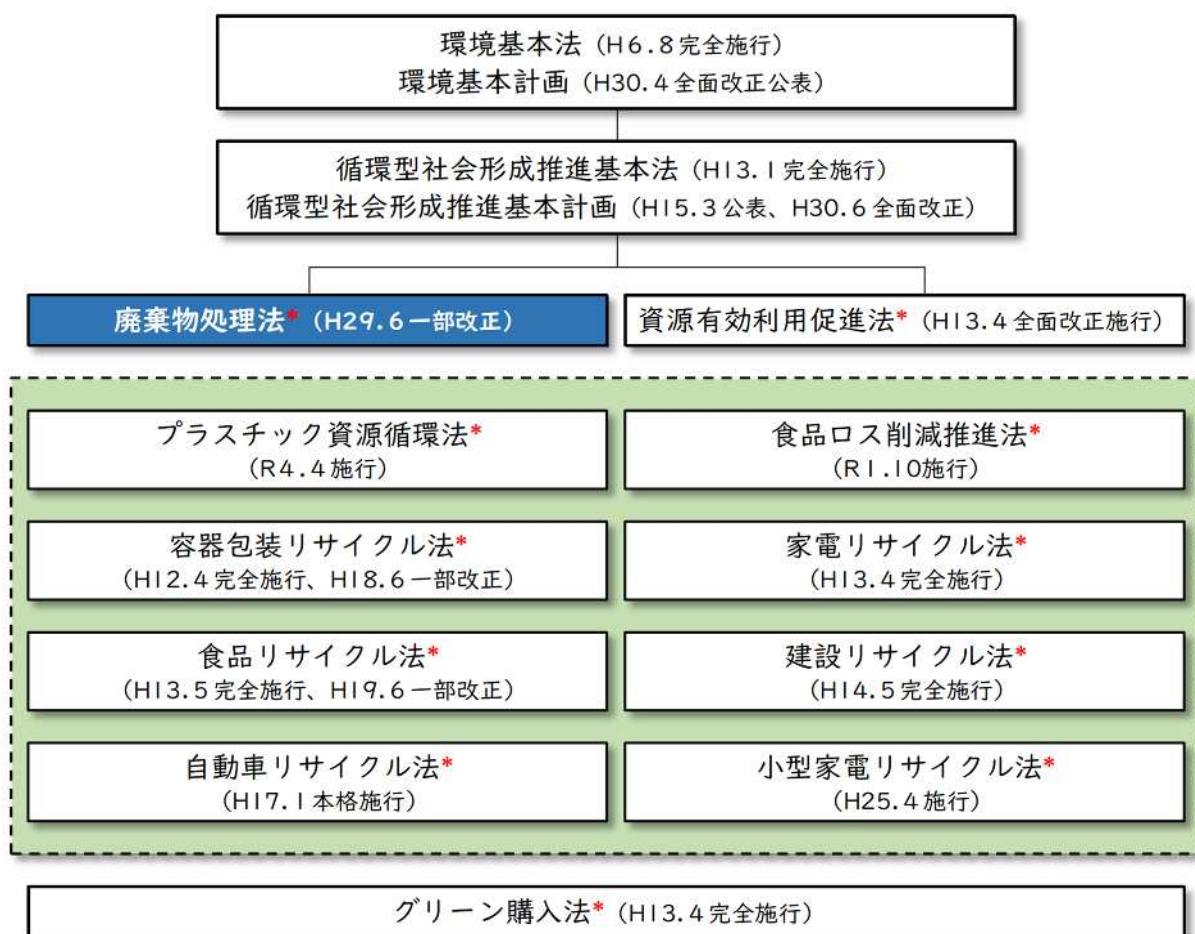 環境基本法（H6.8完全施行）
環境基本計画（H30.4全面改正公表）
循環型社会形成推進基本法（H13.1完全施行）
循環型社会形成推進基本計画（H15.3公表、H30.6全面改正）
廃棄物処理法*（H29.6一部改正）
資源有効利用促進法*（H13.4全面改正施行）
プラスチック資源循環法*
（R4.4施行）
食品ロス削減推進法*
（R1.10施行）
容器包装リサイクル法*
（H12.4完全施行、H18.6一部改正）
家電リサイクル法*
（H13.4完全施行）
食品リサイクル法*
（H13.5完全施行、H19.6一部改正）
建設リサイクル法*
（H14.5完全施行）
自動車リサイクル法*
（H17.1本格施行）
小型家電リサイクル法*
（H25.4施行）
グリーン購入法*（H13.4完全施行）